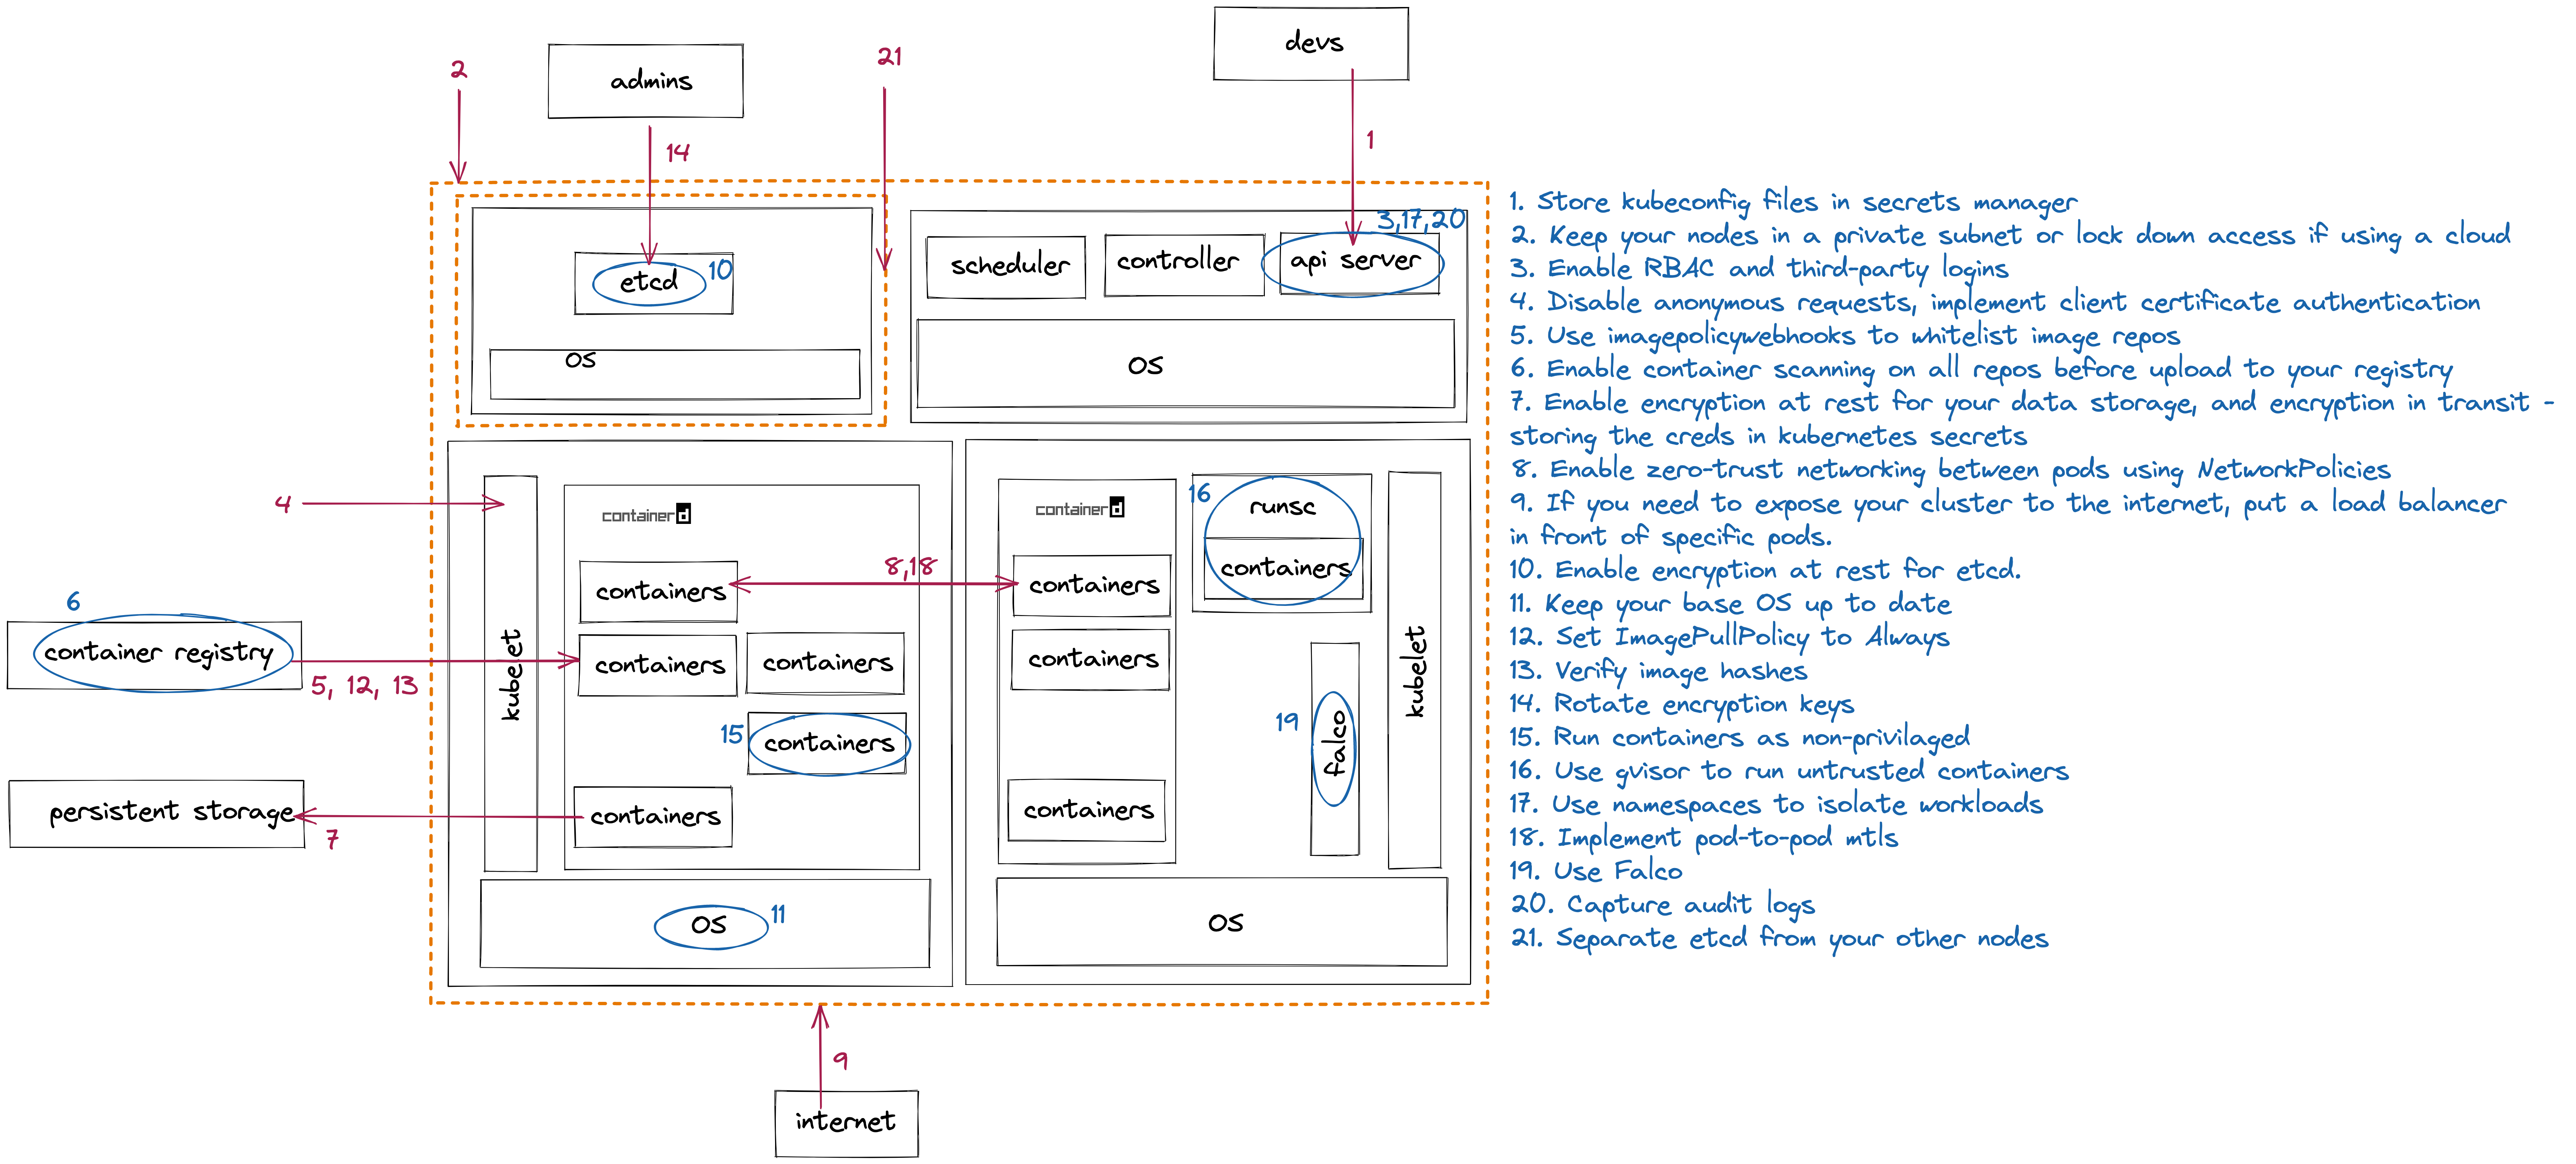 devs
admins
2
21
14
1
3,17,20
etcd
10
scheduler
controller
api server
OS
OS
4
kubelet
containerd
containers
containers
containers
15
containers
containers
OS
11
8,18
containerd
containers
containers
containers
16
runsc
containers
19
falco
kubelet
OS
6
container registry
5, 12, 13
persistent storage
7
9
internet
1. Store kubeconfig files in secrets manager
2. Keep your nodes in a private subnet or lock down access if using a cloud
3. Enable RBAC and third-party logins
4. Disable anonymous requests, implement client certificate authentication
5. Use imagepolicywebhooks to whitelist image repos
6. Enable container scanning on all repos before upload to your registry
7. Enable encryption at rest for your data storage, and encryption in transit -
storing the creds in kubernetes secrets
8. Enable zero-trust networking between pods using NetworkPolicies
9. If you need to expose your cluster to the internet, put a load balancer
in front of specific pods.
10. Enable encryption at rest for etcd.
11. Keep your base OS up to date
12. Set ImagePullPolicy to Always
13. Verify image hashes
14. Rotate encryption keys
15. Run containers as non-privilaged
16. Use gvisor to run untrusted containers
17. Use namespaces to isolate workloads
18. Implement pod-to-pod mtls
19. Use Falco
20. Capture audit logs
21. Separate etcd from your other nodes